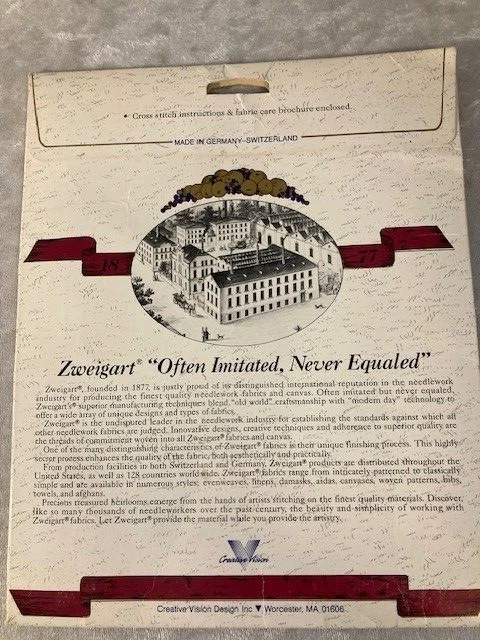 • Cross stitch instructions & fabric care brochure enclosed.
MADE IN GERMANY–SWITZERLAND
18 77
Zweigart® “Often Imitated, Never Equaled”
Zweigart®, founded in 1877, is justly proud of its distinguished international reputation in the needlework
industry for producing the finest quality needlework fabrics and canvas. Often imitated but never equaled,
Zweigart's® superior manufacturing techniques blend "old world" craftsmanship with "modern day" technology to
offer a wide array of unique designs and types of fabrics.
Zweigart® is the undisputed leader in the needlework industry for establishing the standards against which all
other needlework fabrics are judged. Innovative designs, creative techniques and adherence to superior quality are
the threads of commitment woven into all Zweigart® fabrics and canvas.
One of the many distinguishing characteristics of Zweigart® fabrics is their unique finishing process. This highly
secret process enhances the quality of the fabric, both aesthetically and practically.
From production facilities in both Switzerland and Germany, Zweigart® products are distributed throughout the
United States, as well as 128 countries worldwide. Zweigart® fabrics range from intricately-patterned to classically
simple and are available in numerous styles: evenweaves, linens, damasks, aidas, canvases, woven patterns, bibs,
towels, and afghans.
Precious treasured heirlooms emerge from the hands of artists stitching on the finest quality materials. Discover,
like so many thousands of needleworkers over the past century, the beauty and simplicity of working with
Zweigart® fabrics. Let Zweigart® provide the material while you provide the artistry.
Creative Vision
Creative Vision Design Inc ▼ Worcester, MA 01606